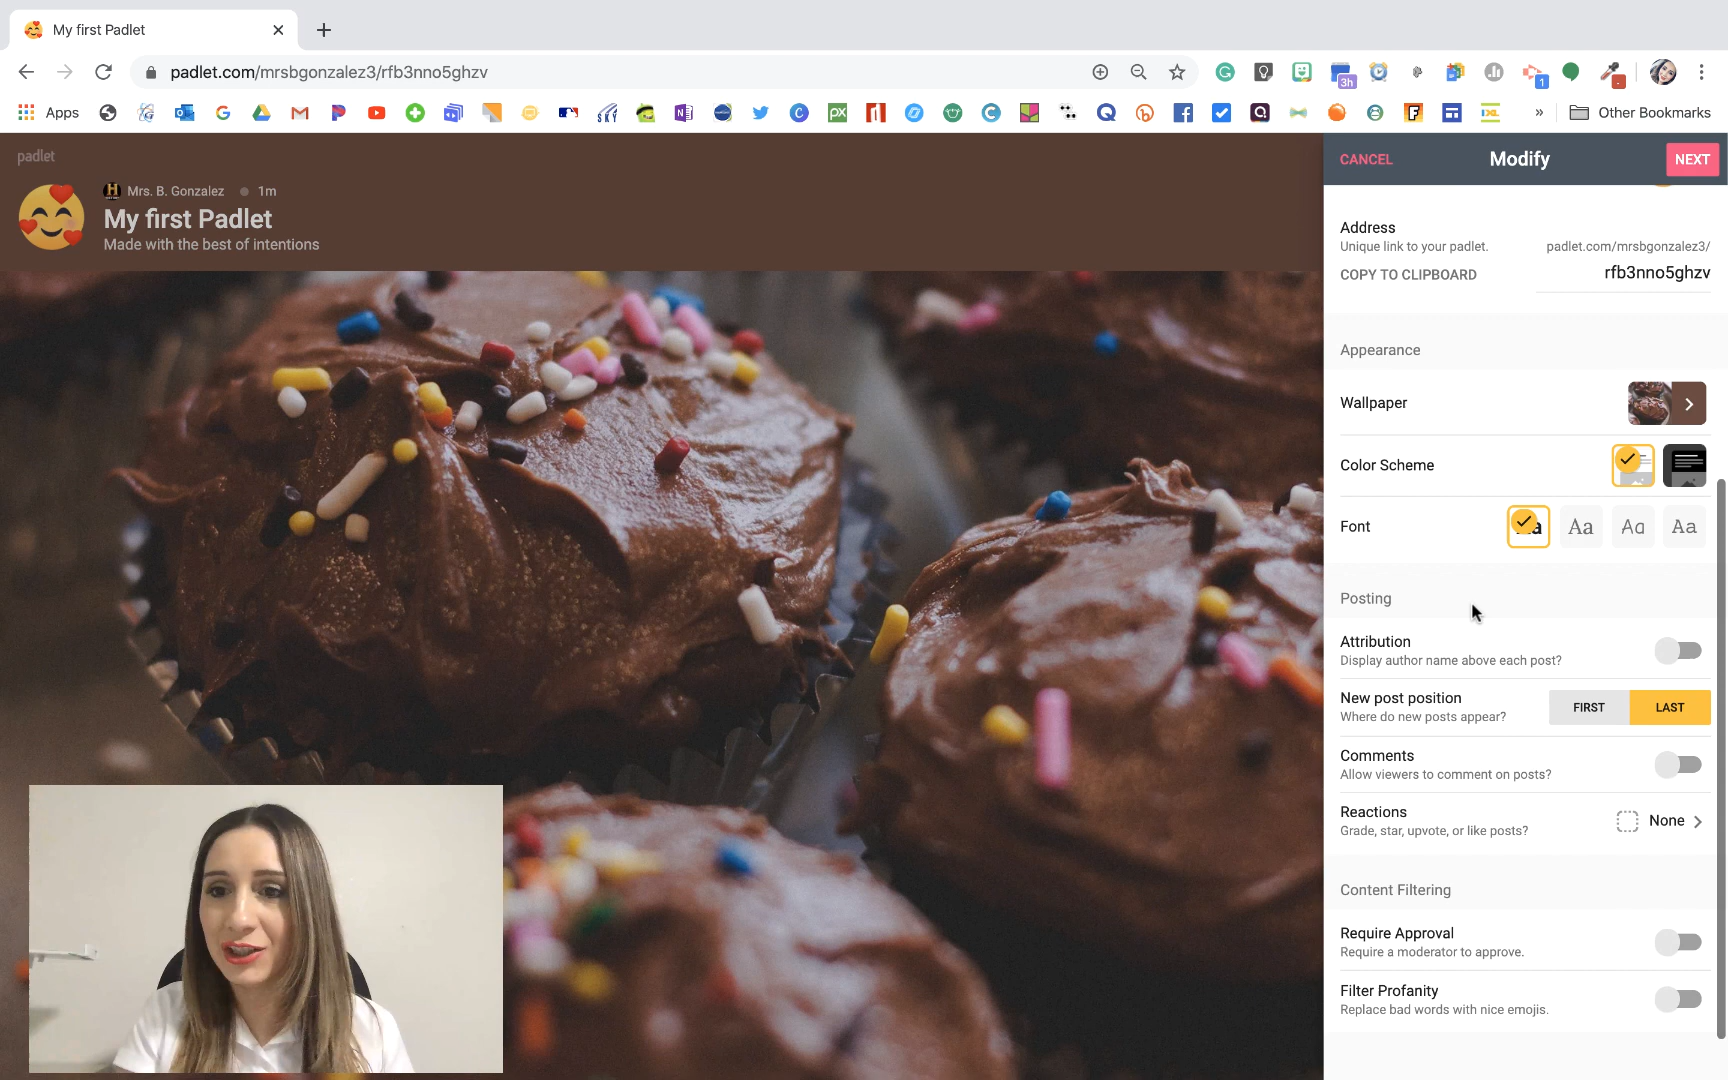 My first Padlet
padlet.com/mrsbgonzalez3/rfb3nno5ghzv
3h
1
Apps
Other Bookmarks
padlet
Mrs. B. Gonzalez 1m
My first Padlet
Made with the best of intentions
CANCEL
Modify
NEXT
Address
Unique link to your padlet.
padlet.com/mrsbgonzalez3/
COPY TO CLIPBOARD
rfb3nno5ghzv
Appearance
Wallpaper
Color Scheme
Font
Aa Aa Aa
Posting
Attribution
Display author name above each post?
New post position
Where do new posts appear?
FIRST LAST
Comments
Allow viewers to comment on posts?
Reactions
Grade, star, upvote, or like posts?
None
Content Filtering
Require Approval
Require a moderator to approve.
Filter Profanity
Replace bad words with nice emojis.